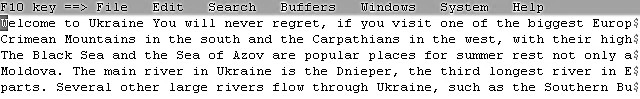 F10 key ==> File Edit Search Buffers Windows System Help
Welcome to Ukraine You will never regret, if you visit one of the biggest Europ$
Crimean Mountains in the south and the Carpathians in the west, with their high$
The Black Sea and the Sea of Azov are popular places for summer rest not only a$
Moldova. The main river in Ukraine is the Dnieper, the third longest river in E$
parts. Several other large rivers flow through Ukraine, such as the Southern Bu$